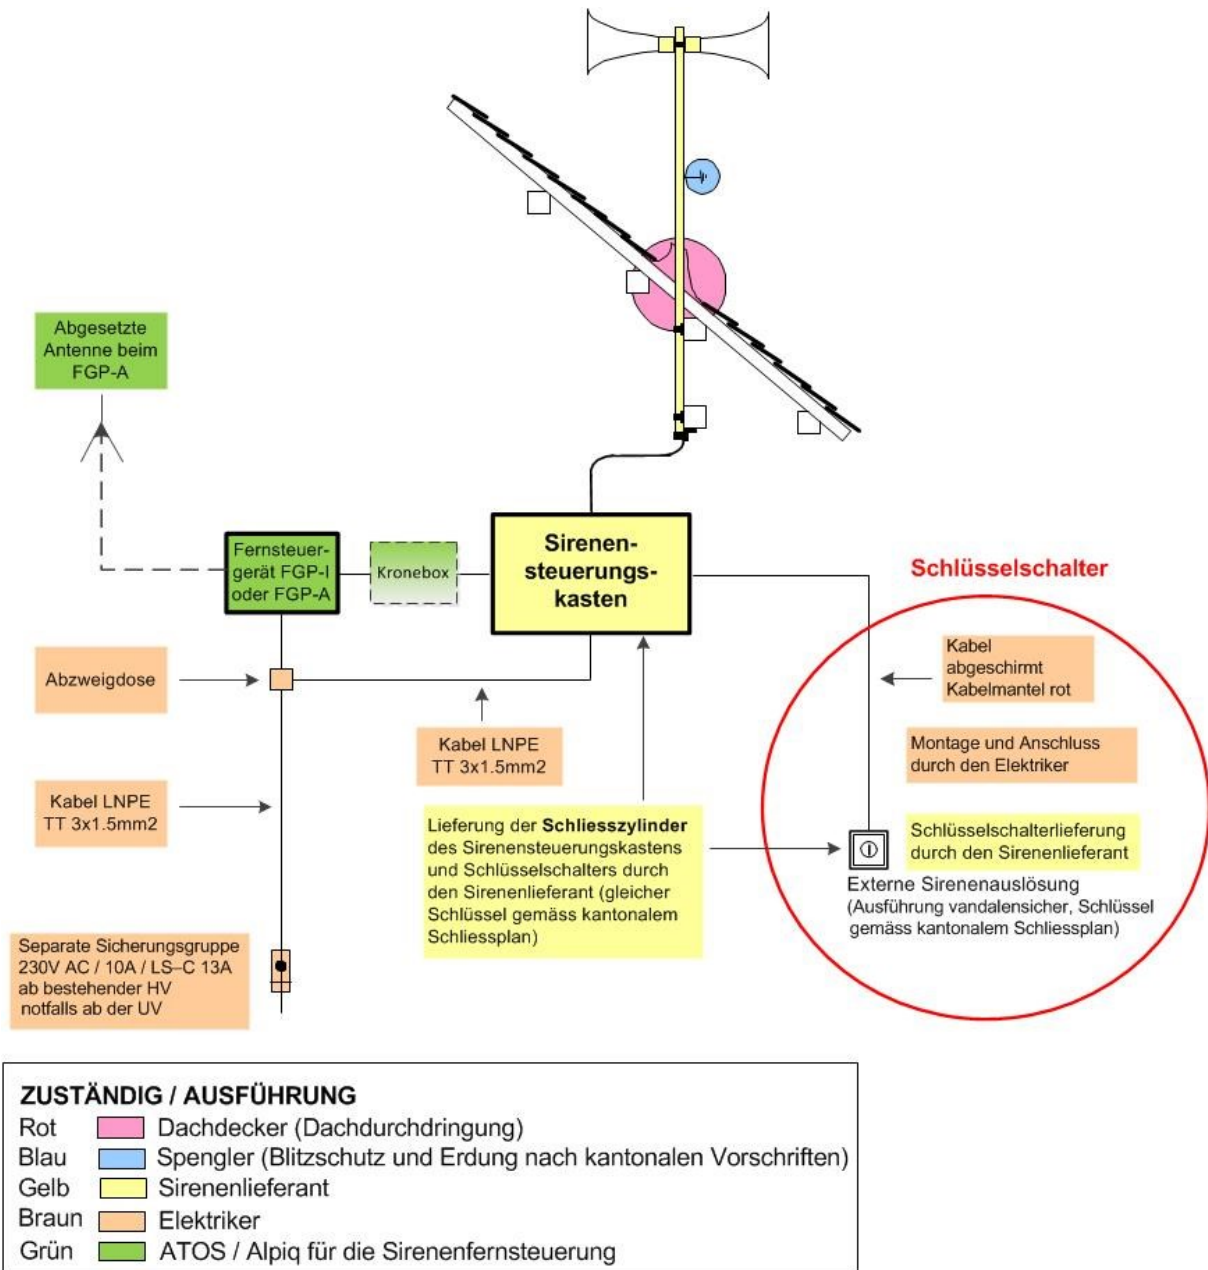 Abgesetzte
Antenne beim
FGP-A
Fernsteuer-
gerät FGP-I
oder FGP-A
Kronebox
Sirenen-
steuerungs-
kasten
Schlüsselschalter
Abzweigdose
Kabel
abgeschirmt
Kabelmantel rot
Kabel LNPE
TT 3x1.5mm2
Montage und Anschluss
durch den Elektriker
Kabel LNPE
TT 3x1.5mm2
Lieferung der Schliesszylinder
des Sirenensteuerungskastens
und Schlüsselschalters durch
den Sirenenlieferant (gleicher
Schlüssel gemäss kantonalem
Schliessplan)
Schlüsselschalterlieferung
durch den Sirenenlieferant
Externe Sirenenauslösung
(Ausführung vandalensicher, Schlüssel
gemäss kantonalem Schliessplan)
Separate Sicherungsgruppe
230V AC / 10A / LS–C 13A
ab bestehender HV
notfalls ab der UV
ZUSTÄNDIG / AUSFÜHRUNG
Rot Dachdecker (Dachdurchdringung)
Blau Spengler (Blitzschutz und Erdung nach kantonalen Vorschriften)
Gelb Sirenenlieferant
Braun Elektriker
Grün ATOS / Alpiq für die Sirenenfernsteuerung